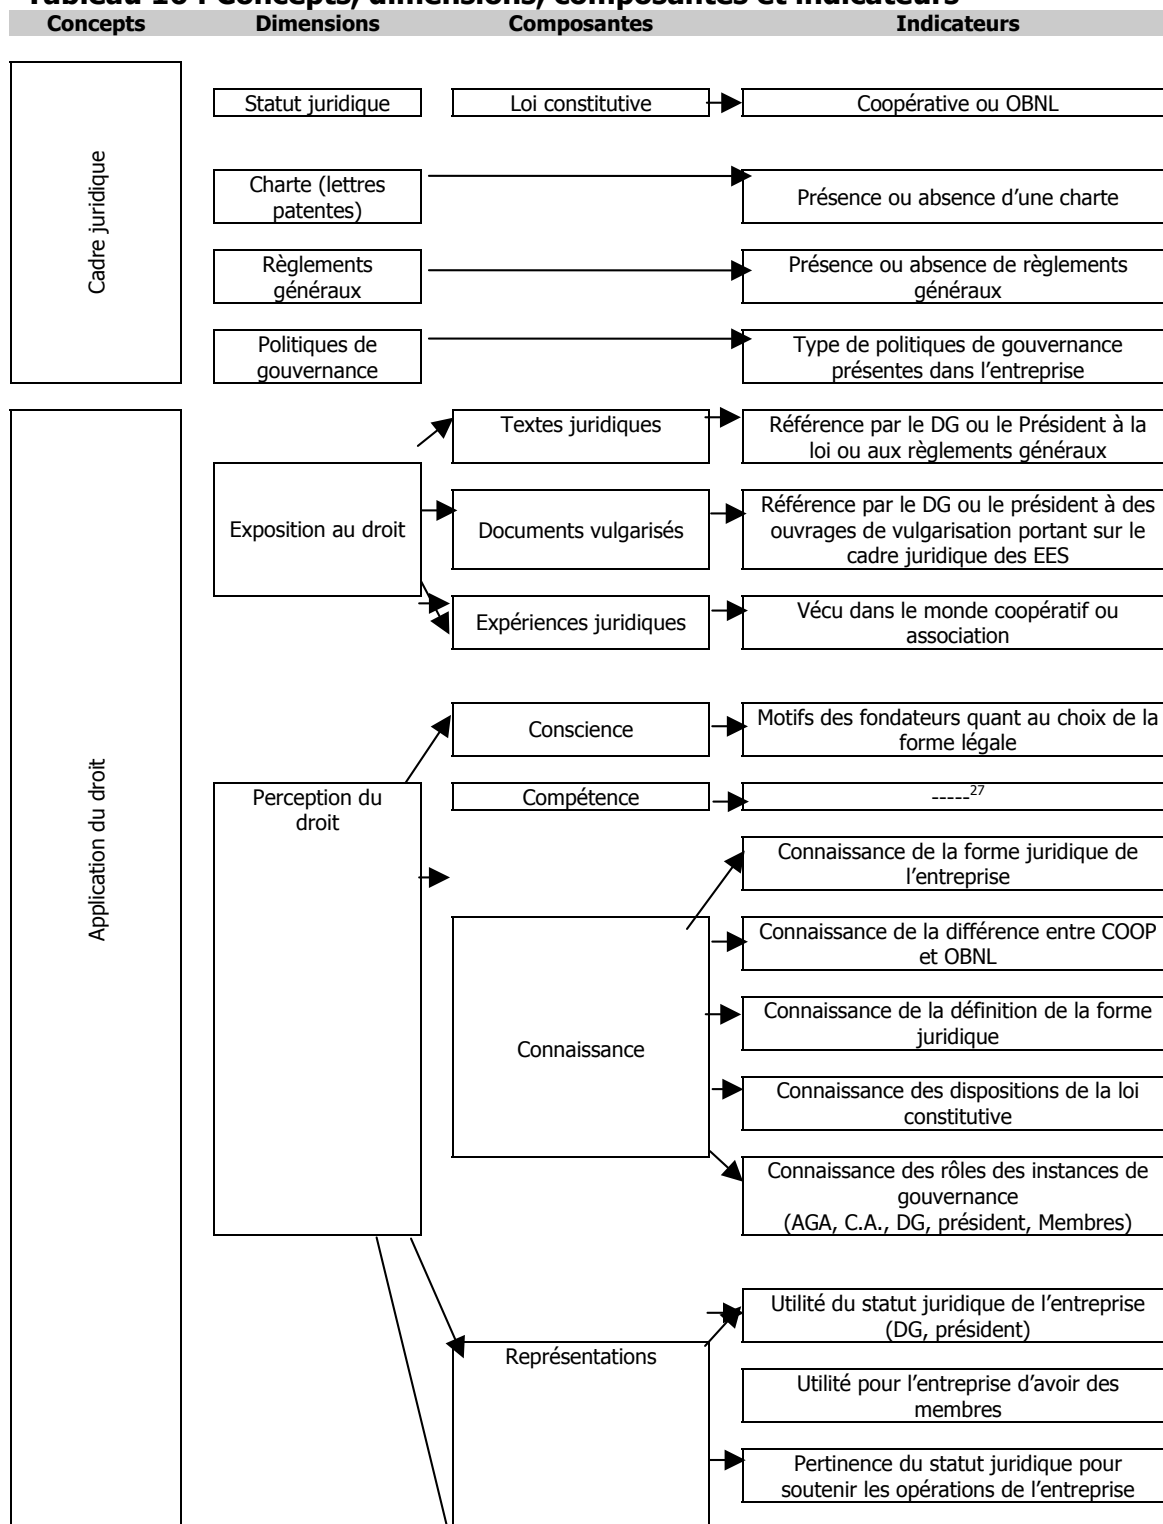 Tableau 10 : Concepts, dimensions, composantes et indicateurs
Concepts Dimensions Composantes Indicateurs
Cadre juridique
Statut juridique
Loi constitutive
Coopérative ou OBNL
Charte (lettres
patentes)
Présence ou absence d'une charte
Règlements
généraux
Présence ou absence de règlements
généraux
Politiques de
gouvernance
Type de politiques de gouvernance
présentes dans l'entreprise
Application du droit
Exposition au droit
Textes juridiques
Référence par le DG ou le Président à la
loi ou aux règlements généraux
Documents vulgarisés
Référence par le DG ou le président à des
ouvrages de vulgarisation portant sur le
cadre juridique des EES
Expériences juridiques
Vécu dans le monde coopératif ou
association
Perception du
droit
Conscience
Motifs des fondateurs quant au choix de la
forme légale
Compétence
-----27
Connaissance
Connaissance de la forme juridique de
l'entreprise
Connaissance de la différence entre COOP
et OBNL
Connaissance de la définition de la forme
juridique
Connaissance des dispositions de la loi
constitutive
Connaissance des rôles des instances de
gouvernance
(AGA, C.A., DG, président, Membres)
Représentations
Utilité du statut juridique de l'entreprise
(DG, président)
Utilité pour l'entreprise d'avoir des
membres
Pertinence du statut juridique pour
soutenir les opérations de l'entreprise